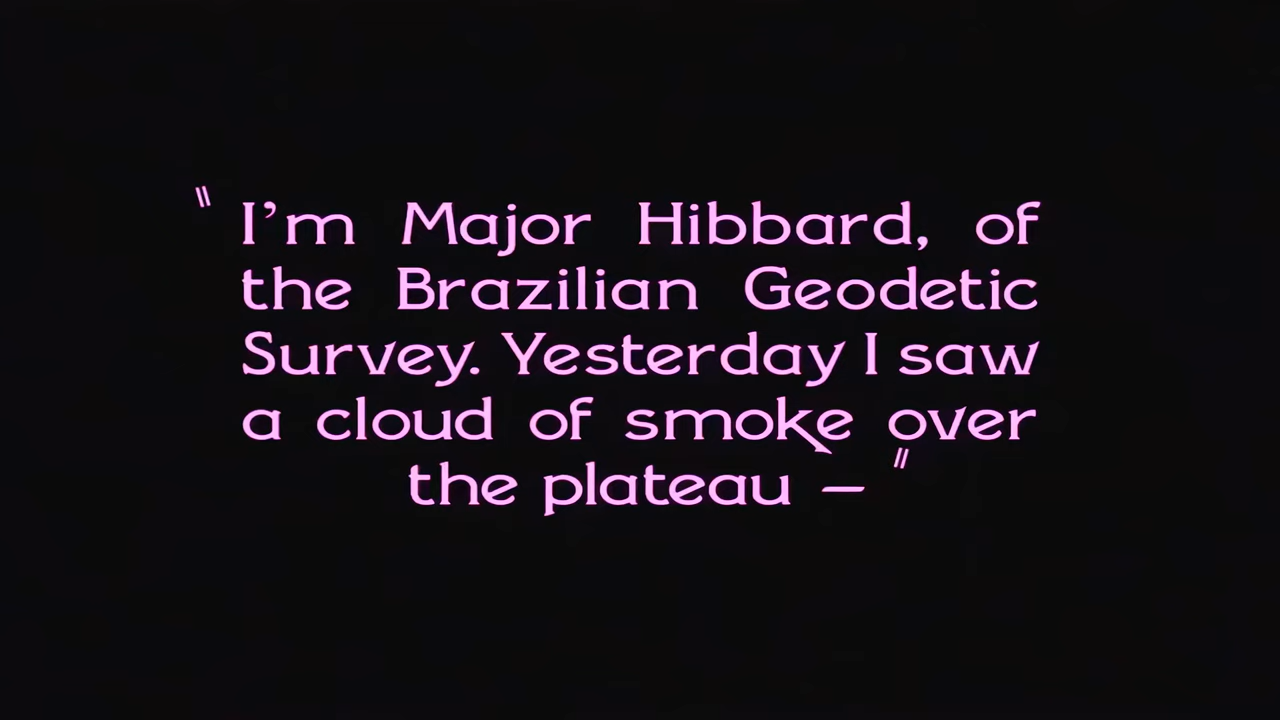 "I'm Major Hibbard, of
the Brazilian Geodetic
Survey. Yesterday I saw
a cloud of smoke over
the plateau — "